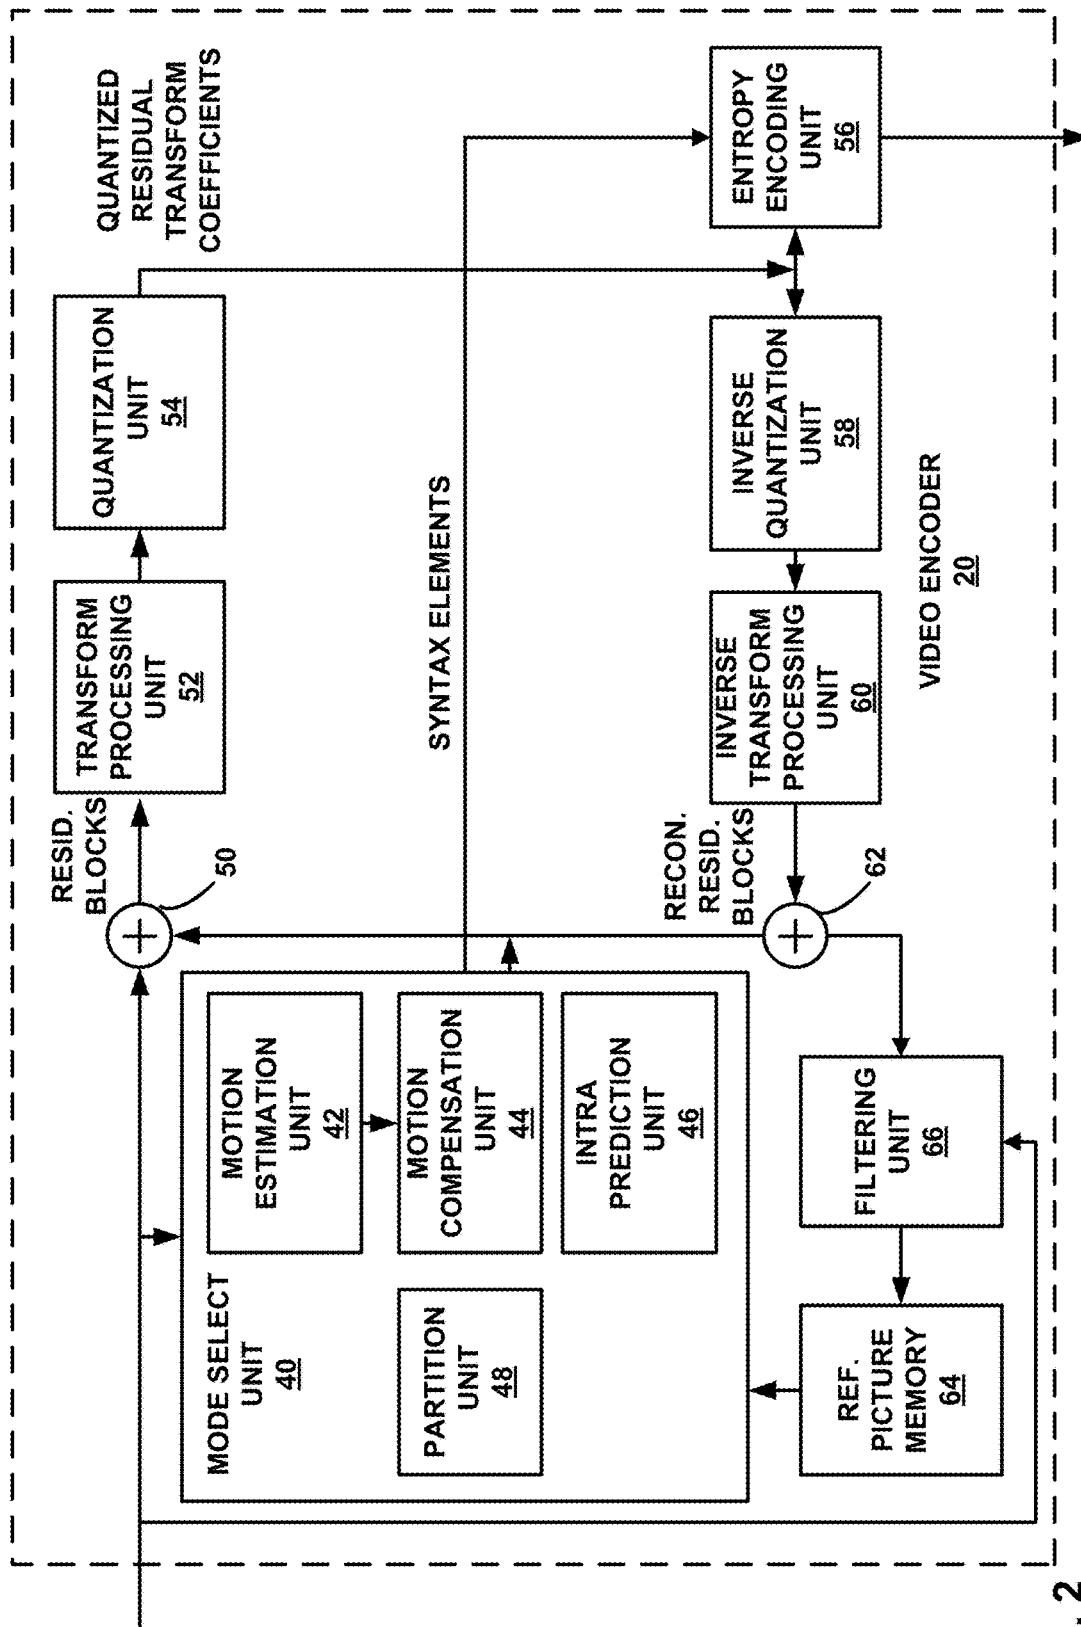 QUANTIZED
RESIDUAL
TRANSFORM
COEFFICIENTS
RESID.
BLOCKS
50
TRANSFORM
PROCESSING
UNIT
52
QUANTIZATION
UNIT
54
MODE SELECT
UNIT
40
MOTION
ESTIMATION
UNIT
42
PARTITION
UNIT
48
MOTION
COMPENSATION
UNIT
44
INTRA
PREDICTION
UNIT
46
SYNTAX ELEMENTS
RECON.
RESID.
BLOCKS
62
INVERSE
TRANSFORM
PROCESSING
UNIT
60
INVERSE
QUANTIZATION
UNIT
58
ENTROPY
ENCODING
UNIT
56
REF.
PICTURE
MEMORY
64
FILTERING
UNIT
66
VIDEO ENCODER
20
2